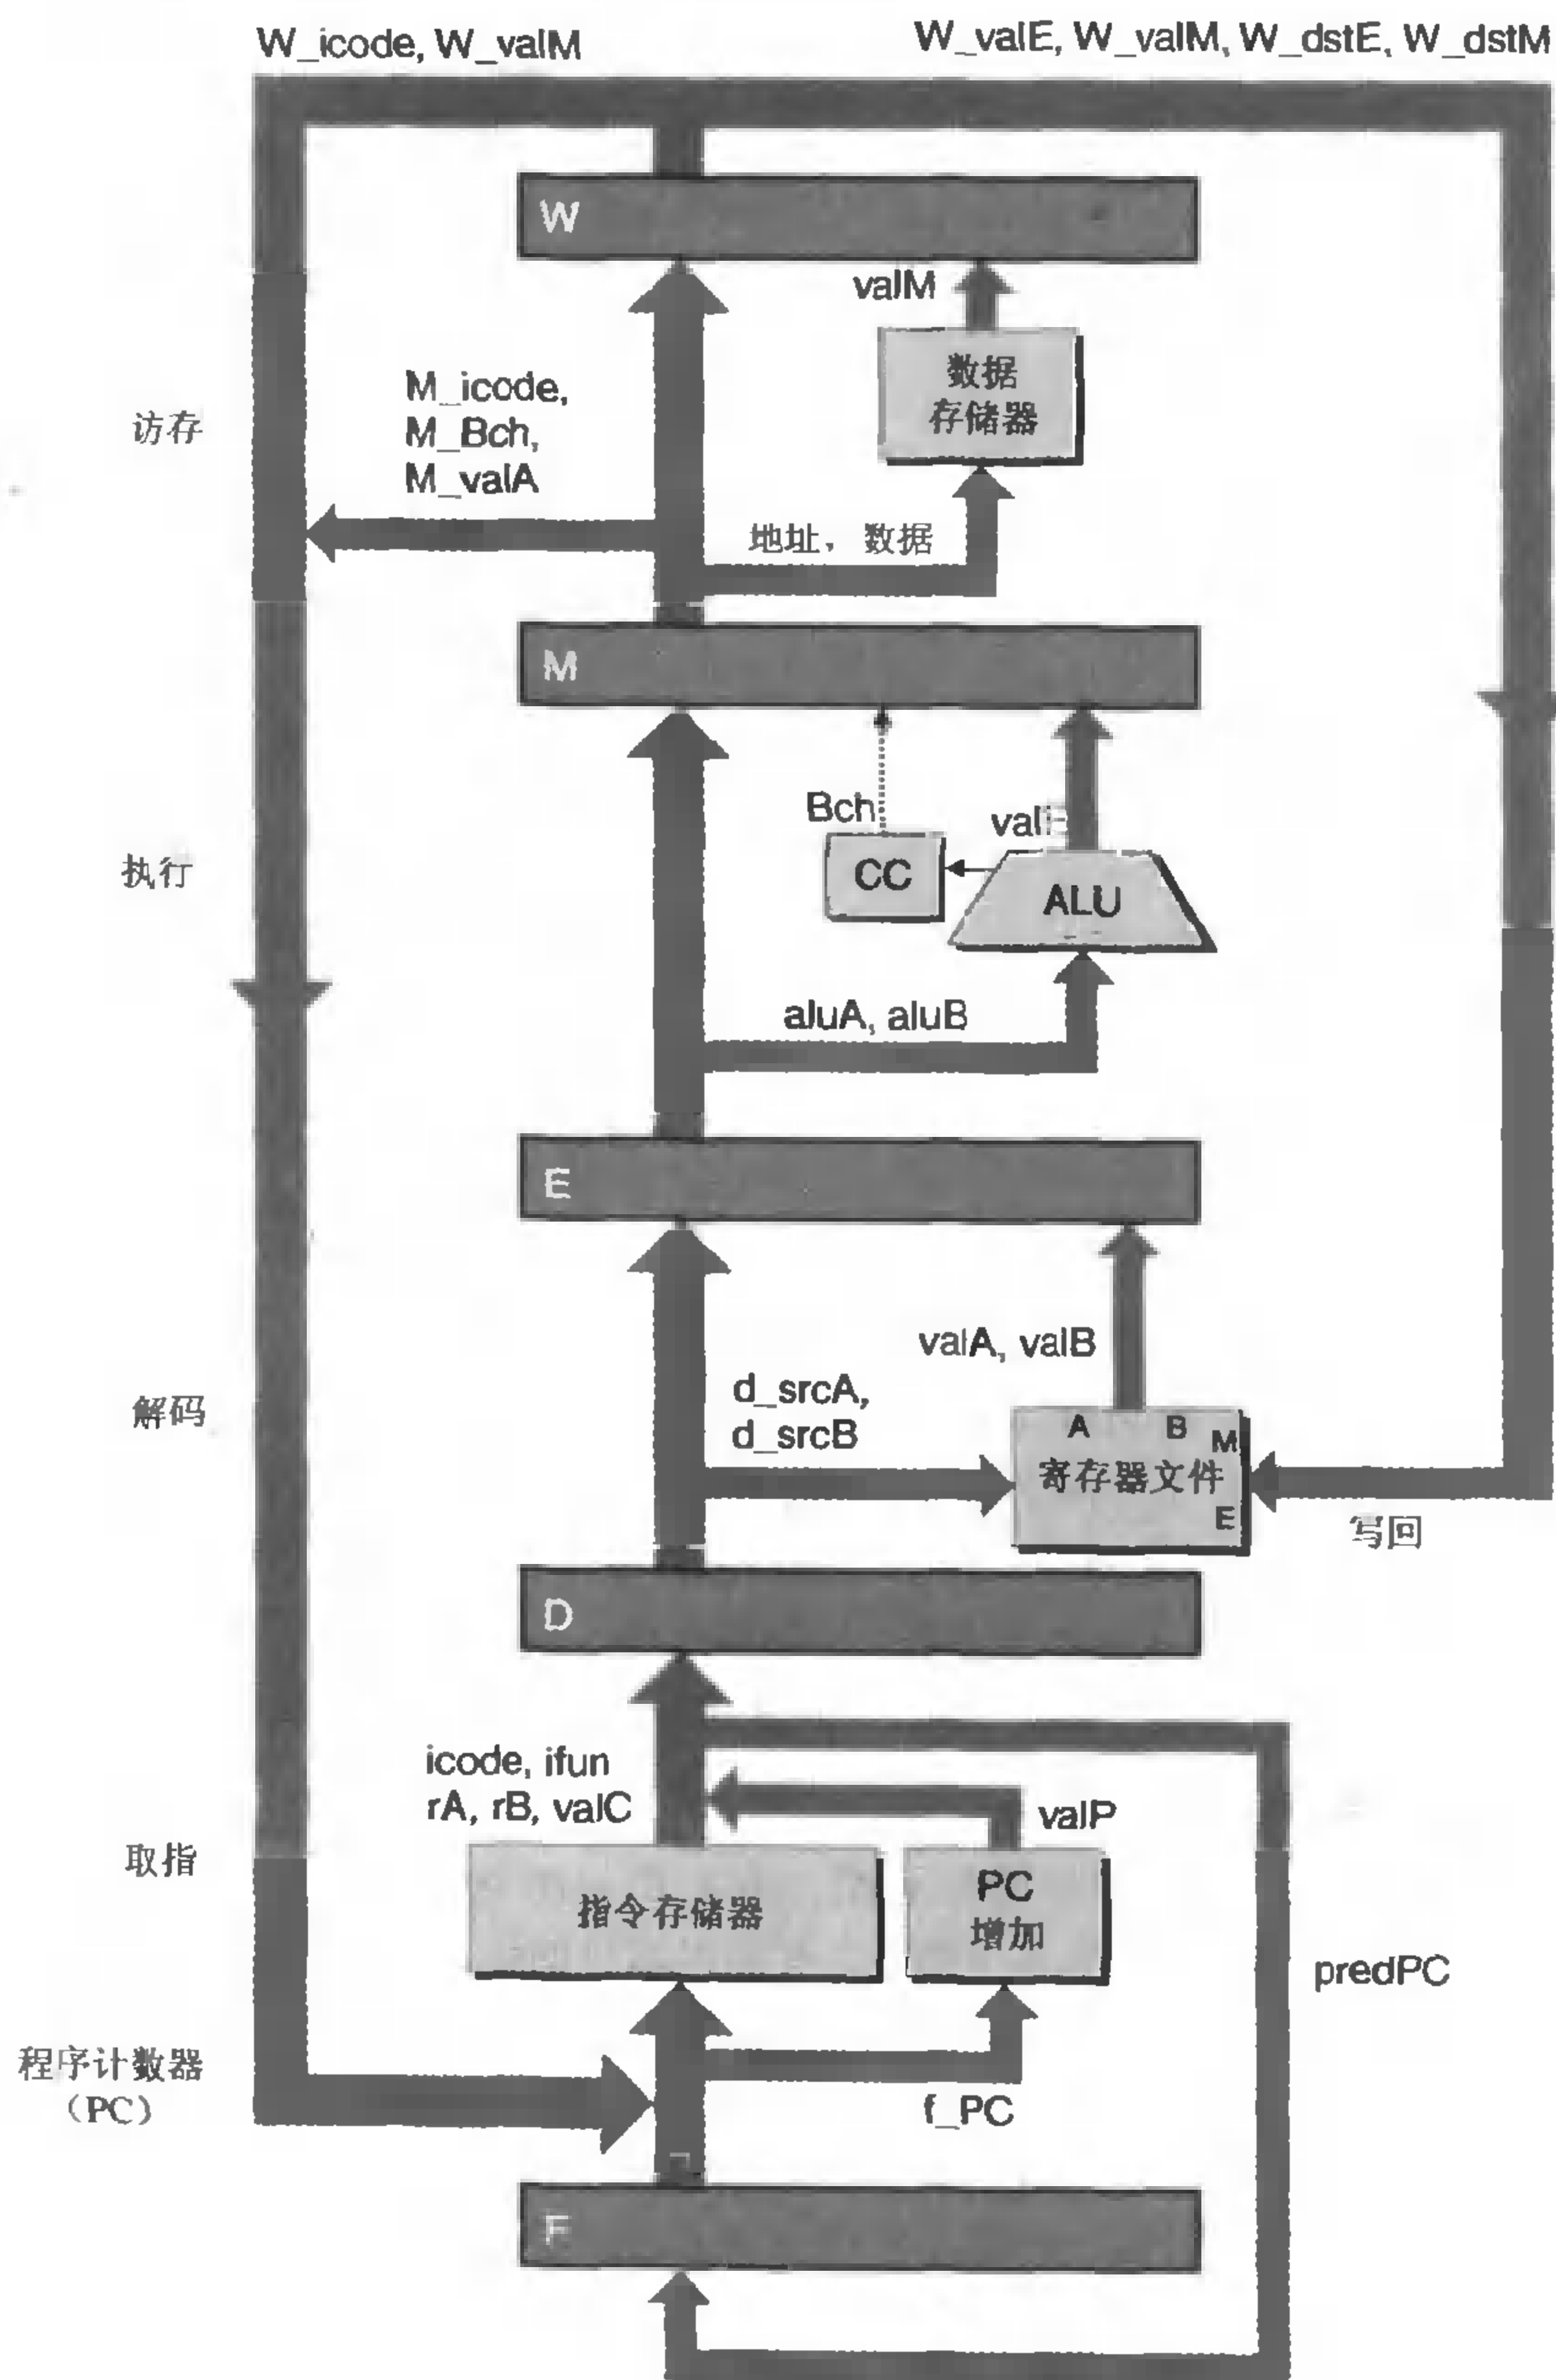 W_icode, W_valM
W_valE, W_valM, W_dstE, W_dstM
W
valM
数据
存储器
M_icode,
M_Bch,
M_valA
访存
地址，数据
M
Bch
valE
CC
ALU
执行
aluA, aluB
E
valA, valB
d_srcA,
d_srcB
解码
A
B
M
寄存器文件
E
写回
D
icode, ifun
rA, rB, valC
valP
取指
指令存储器
PC
增加
predPC
程序计数器
（PC）
f_PC
F